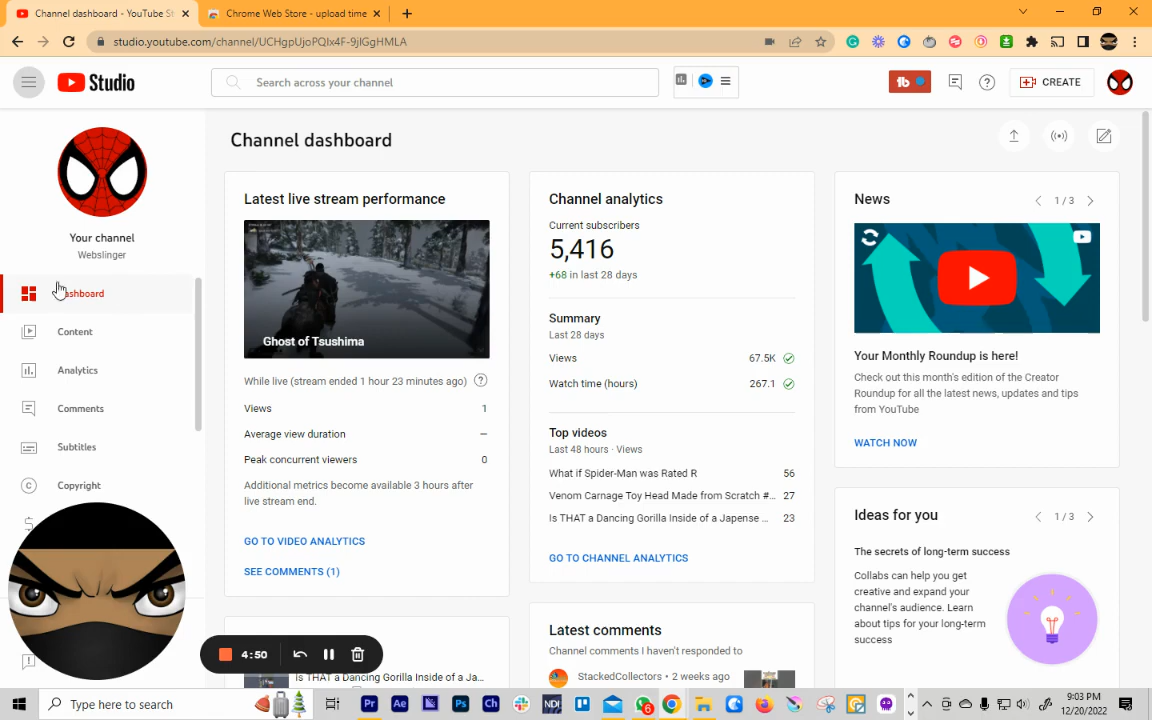 Channel dashboard - YouTube St
Chrome Web Store - upload time
studio.youtube.com/channel/UCHgpUjoPQIx4F-9jlGgHMLA
Studio
Search across your channel
CREATE
Your channel
Webslinger
Dashboard
Content
Analytics
Comments
Subtitles
Copyright
Channel dashboard
Latest live stream performance
Ghost of Tsushima
While live (stream ended 1 hour 23 minutes ago)
Views 1
Average view duration –
Peak concurrent viewers 0
Additional metrics become available 3 hours after
live stream end.
GO TO VIDEO ANALYTICS
SEE COMMENTS (1)
Is THAT a Dancing Gorilla Inside of a Ja...
Channel analytics
Current subscribers
5,416
+68 in last 28 days
Summary
Last 28 days
Views 67.5K
Watch time (hours) 267.1
Top videos
Last 48 hours · Views
What if Spider-Man was Rated R 56
Venom Carnage Toy Head Made from Scratch #... 27
Is THAT a Dancing Gorilla Inside of a Japense ... 23
GO TO CHANNEL ANALYTICS
Latest comments
Channel comments I haven't responded to
StackedCollectors • 2 weeks ago
News
1 / 3
Your Monthly Roundup is here!
Check out this month's edition of the Creator
Roundup for all the latest news, updates and tips
from YouTube
WATCH NOW
Ideas for you
1 / 3
The secrets of long-term success
Collabs can help you get
creative and expand your
channel's audience. Learn
about tips for your long-term
success
4:50
Type here to search
Pr
Ae
Ps
Ch
NDI
6
9:03 PM
12/20/2022